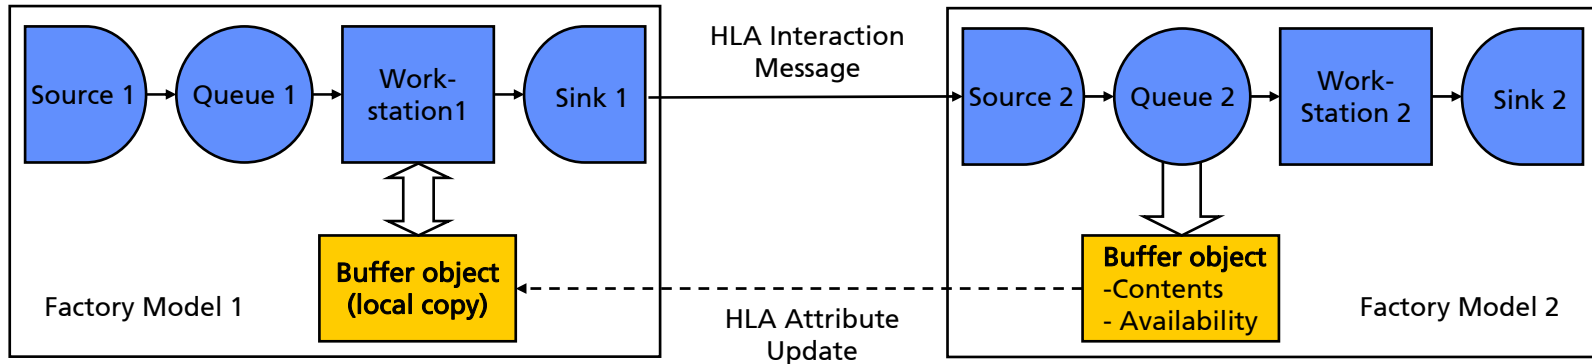 Source 1
Queue 1
Work-
station1
Sink 1
HLA Interaction
Message
Source 2
Queue 2
Work-
Station 2
Sink 2
Buffer object
(local copy)
Factory Model 1
HLA Attribute
Update
Buffer object
-Contents
- Availability
Factory Model 2